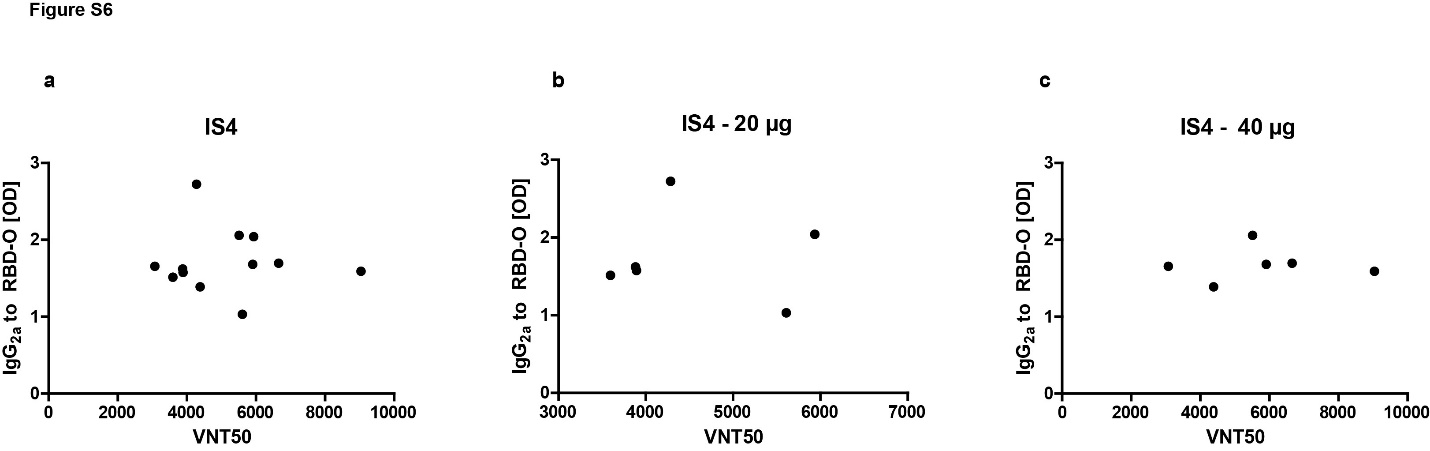 Figure S6
a
IS4
IgG2a to RBD-O [OD]
3
2
1
0
0 2000 4000 6000 8000 10000
VNT50
b
IS4 - 20 µg
IgG2a to RBD-O [OD]
3
2
1
0
3000 4000 5000 6000 7000
VNT50
c
IS4 - 40 µg
IgG2a to RBD-O [OD]
3
2
1
0
0 2000 4000 6000 8000 10000
VNT50